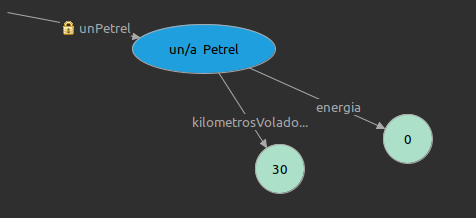 unPetrel
un/a Petrel
energia
kilometrosVolado...
0
30